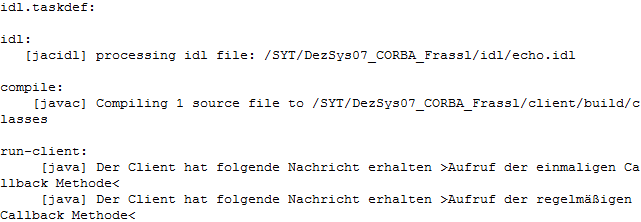 idl.taskdef:
idl:
[jacidl] processing idl file: /SYT/DezSys07_CORBA_Frassl/idl/echo.idl
compile:
[javac] Compiling 1 source file to /SYT/DezSys07_CORBA_Frassl/client/build/c
lasses
run-client:
[java] Der Client hat folgende Nachricht erhalten >Aufruf der einmaligen Ca
llback Methode<
[java] Der Client hat folgende Nachricht erhalten >Aufruf der regelmäßigen
Callback Methode<